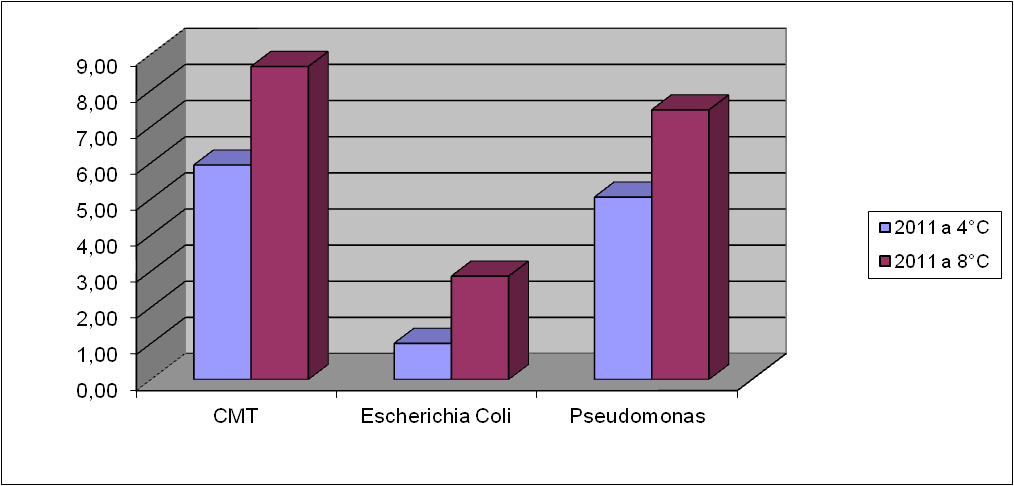 9,00
8,00
7,00
6,00
5,00
4,00
3,00
2,00
1,00
0,00
CMT
Escherichia Coli
Pseudomonas
2011 a 4°C
2011 a 8°C